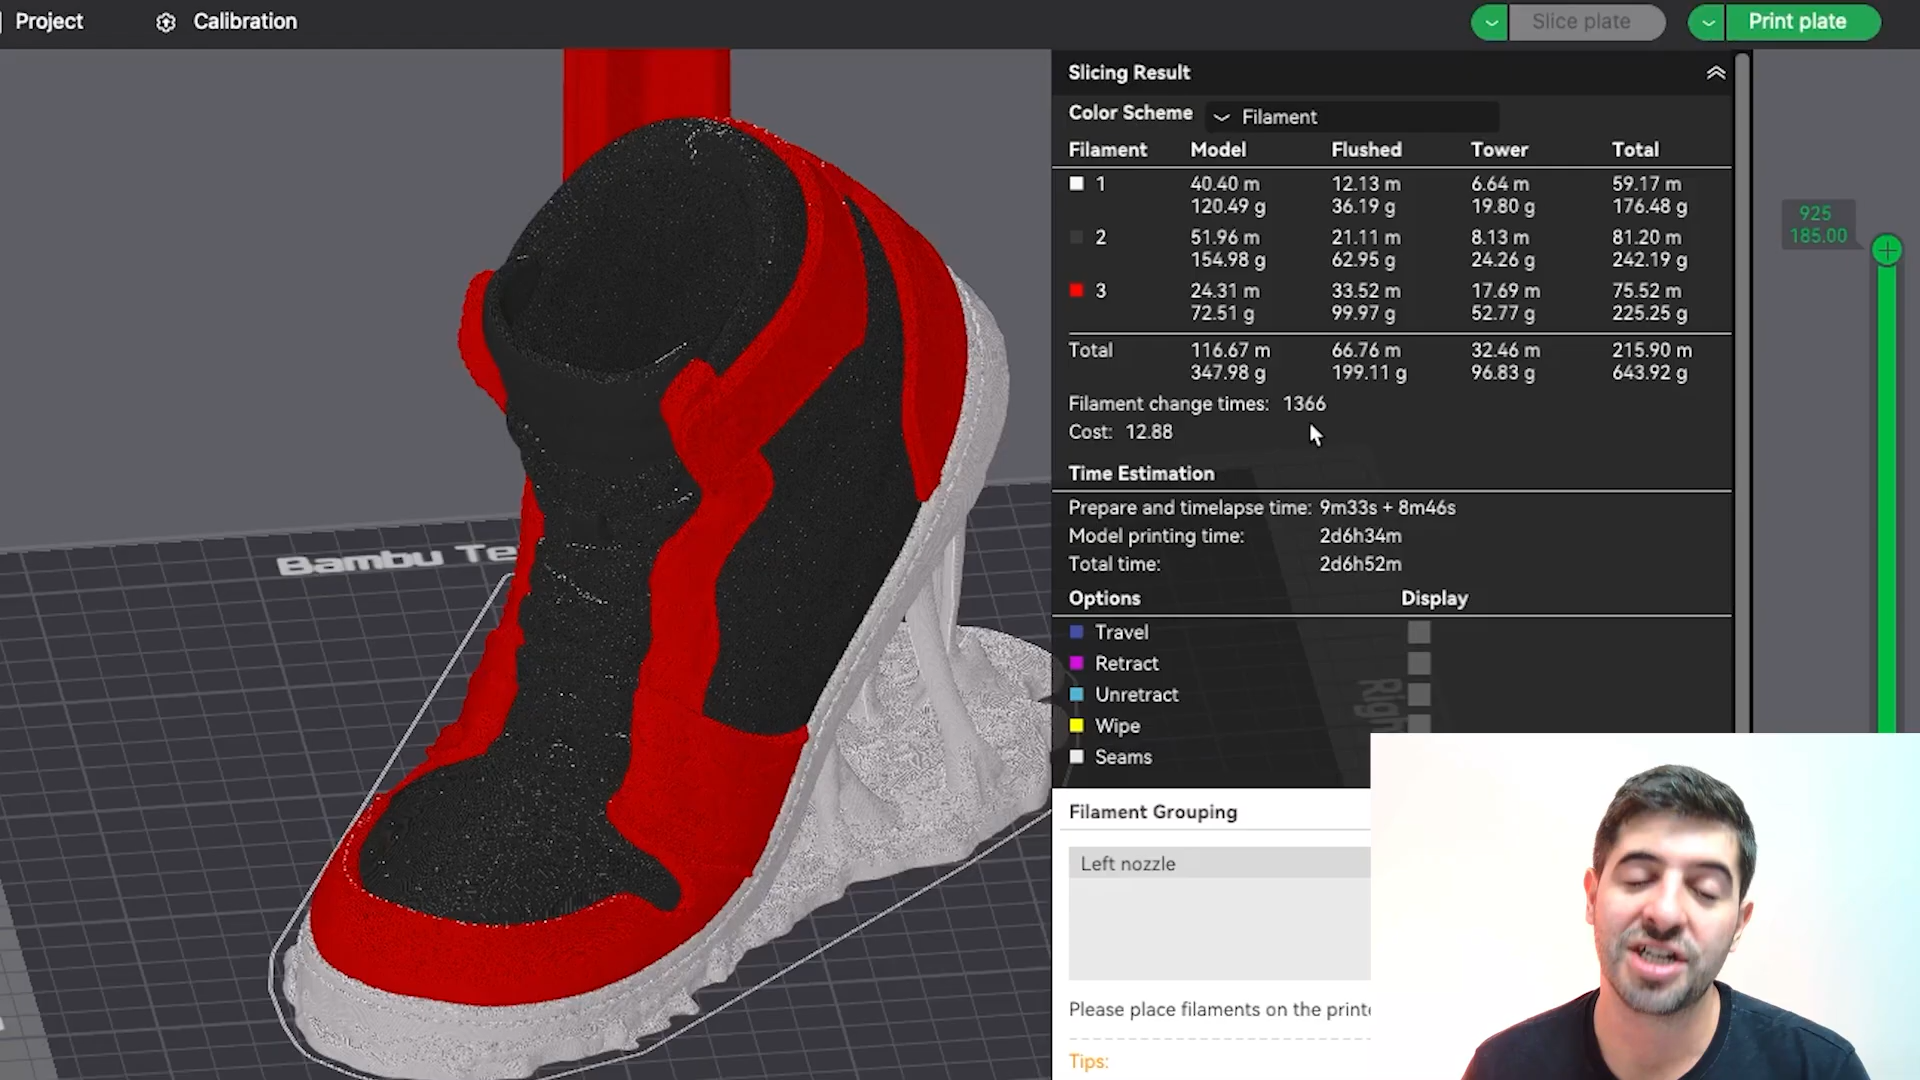 Project
Calibration
Slice plate
Print plate
Slicing Result
Color Scheme
Filament
Filament Model Flushed Tower Total
1 40.40 m 12.13 m 6.64 m 59.17 m
120.49 g 36.19 g 19.80 g 176.48 g
2 51.96 m 21.11 m 8.13 m 81.20 m
154.98 g 62.95 g 24.26 g 242.19 g
3 24.31 m 33.52 m 17.69 m 75.52 m
72.51 g 99.97 g 52.77 g 225.25 g
Total 116.67 m 66.76 m 32.46 m 215.90 m
347.98 g 199.11 g 96.83 g 643.92 g
Filament change times: 1366
Cost: 12.88
Time Estimation
Prepare and timelapse time: 9m33s + 8m46s
Model printing time: 2d6h34m
Total time: 2d6h52m
Options Display
Travel
Retract
Unretract
Wipe
Seams
Filament Grouping
Left nozzle
Please place filaments on the
Tips:
925
185.00
Bambu